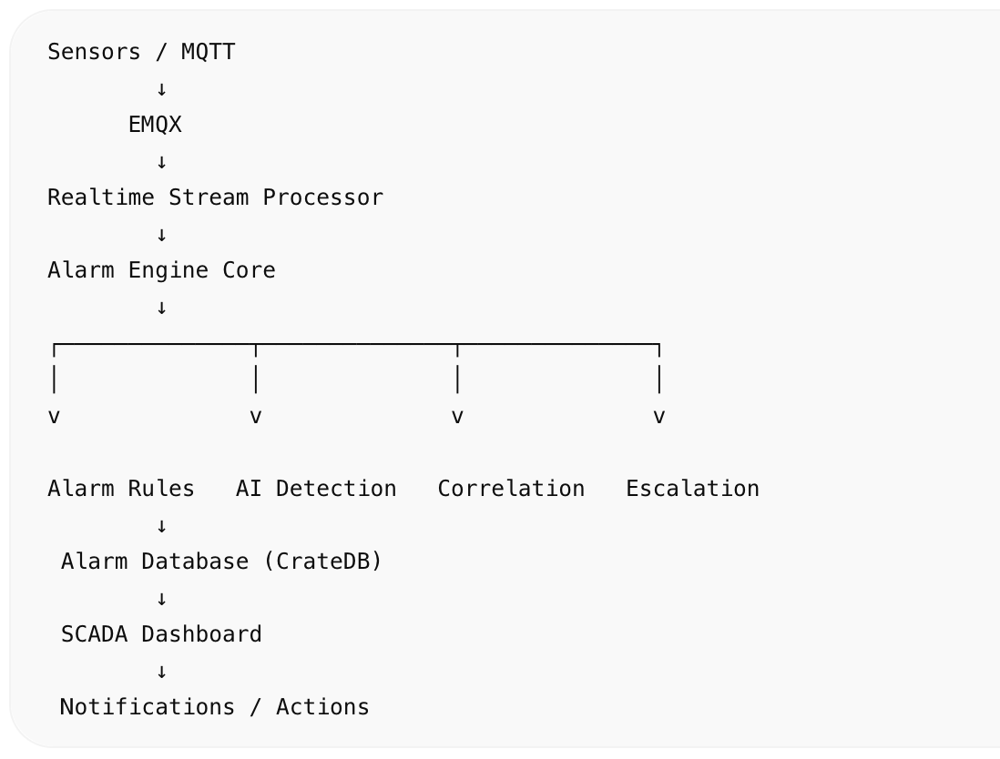 Sensors / MQTT
↓
EMQX
↓
Realtime Stream Processor
↓
Alarm Engine Core
↓
┌──────────────┬──────────────┬──────────────┐
│              │              │              │
v              v              v              v
Alarm Rules   AI Detection   Correlation   Escalation
↓
Alarm Database (CrateDB)
↓
SCADA Dashboard
↓
Notifications / Actions